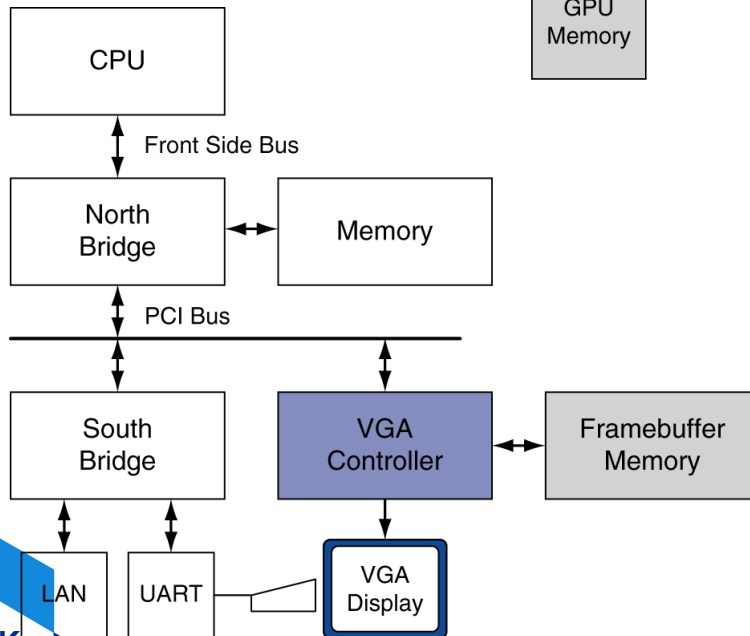 GPU
Memory
CPU
Front Side Bus
North
Bridge
Memory
PCI Bus
South
Bridge
VGA
Controller
Framebuffer
Memory
LAN
UART
VGA
Display
K